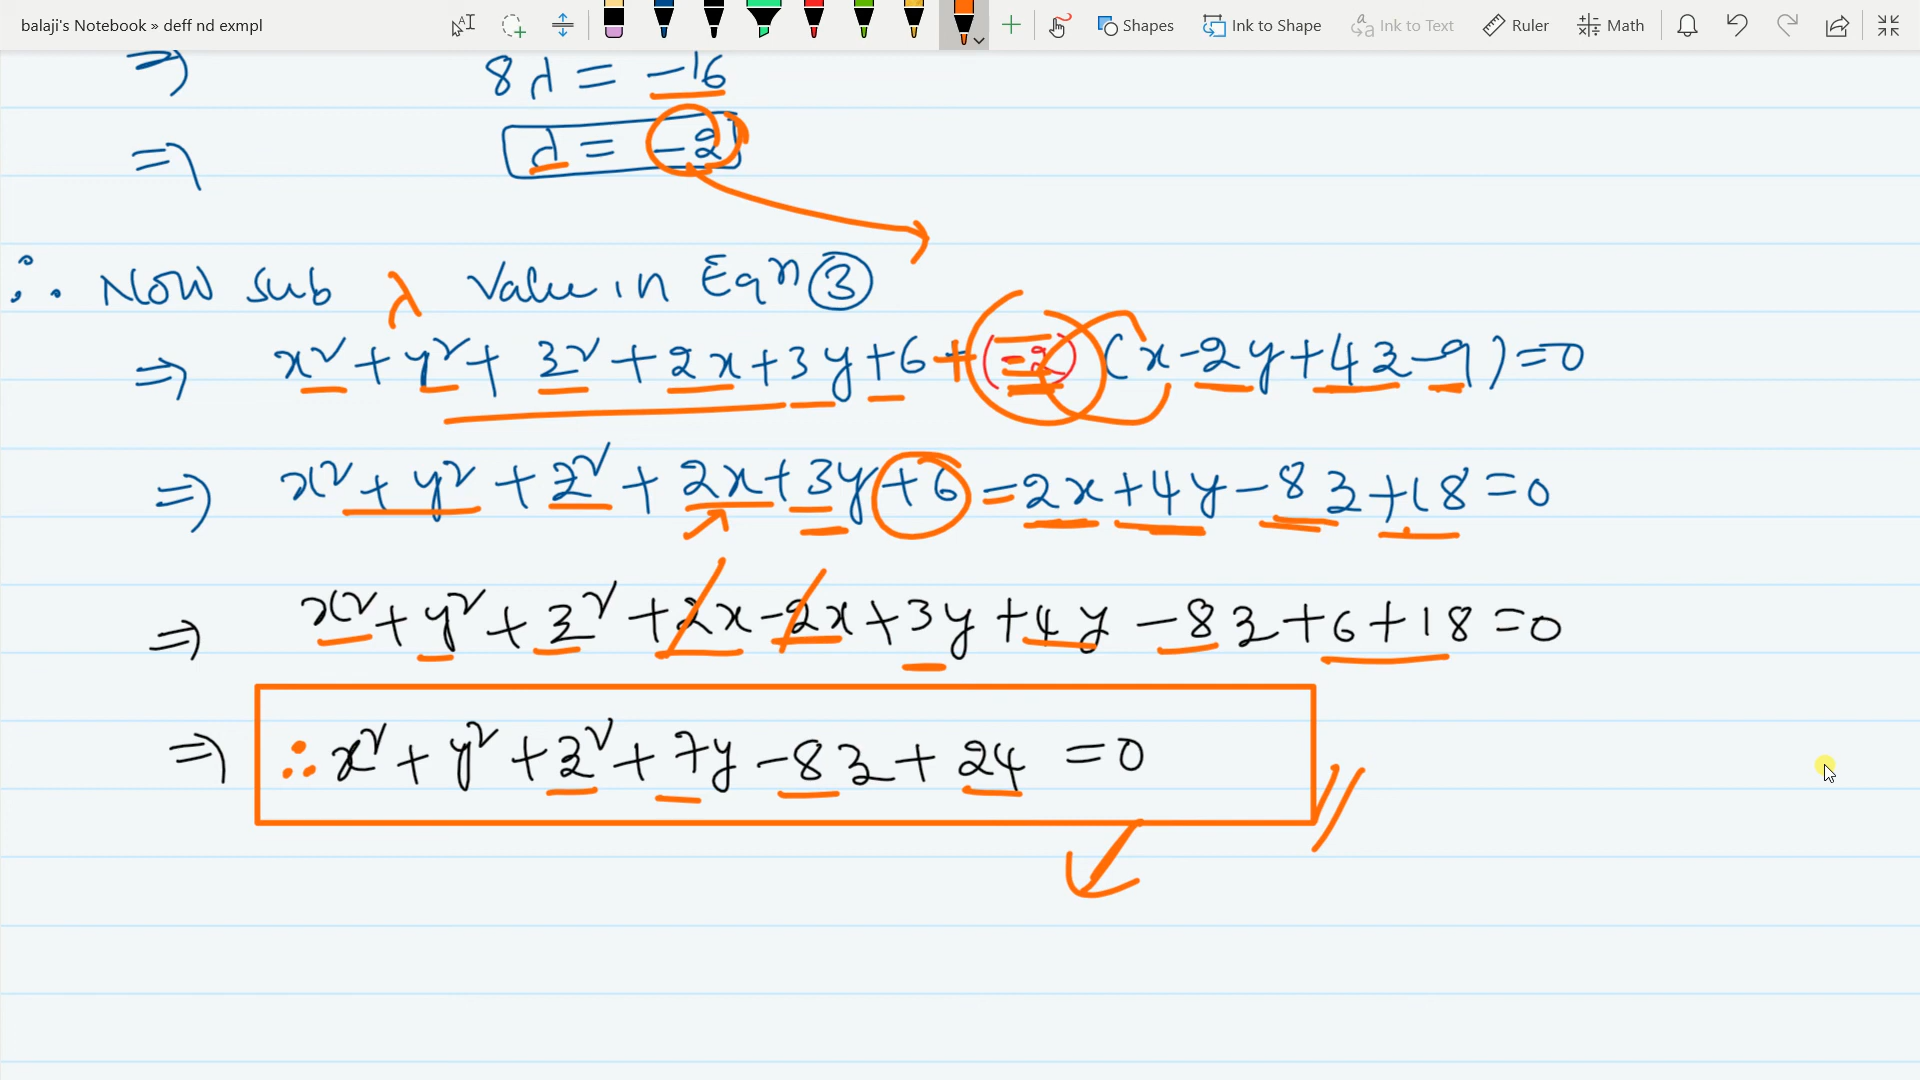 balaji's Notebook » deff nd exmpl
Shapes Ink to Shape Ink to Text Ruler Math
⇒ 8λ = -16
⇒ λ = -2
∴ Now sub λ Value in Eqn ③
⇒ x² + y² + z² + 2x + 3y + 6 + (-2) (x - 2y + 4z - 9) = 0
⇒ x² + y² + z² + 2x + 3y + 6 - 2x + 4y - 8z + 18 = 0
⇒ x² + y² + z² + 2x - 2x + 3y + 4y - 8z + 6 + 18 = 0
⇒ ∴ x² + y² + z² + 7y - 8z + 24 = 0